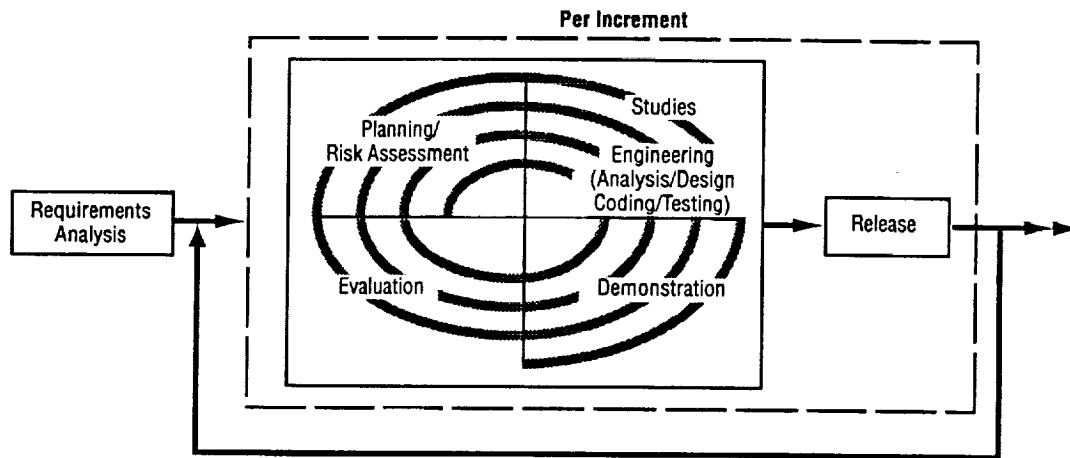 Per Increment
Studies
Planning/
Risk Assessment
Engineering
(Analysis/Design
Coding/Testing)
Requirements
Analysis
Release
Evaluation
Demonstration